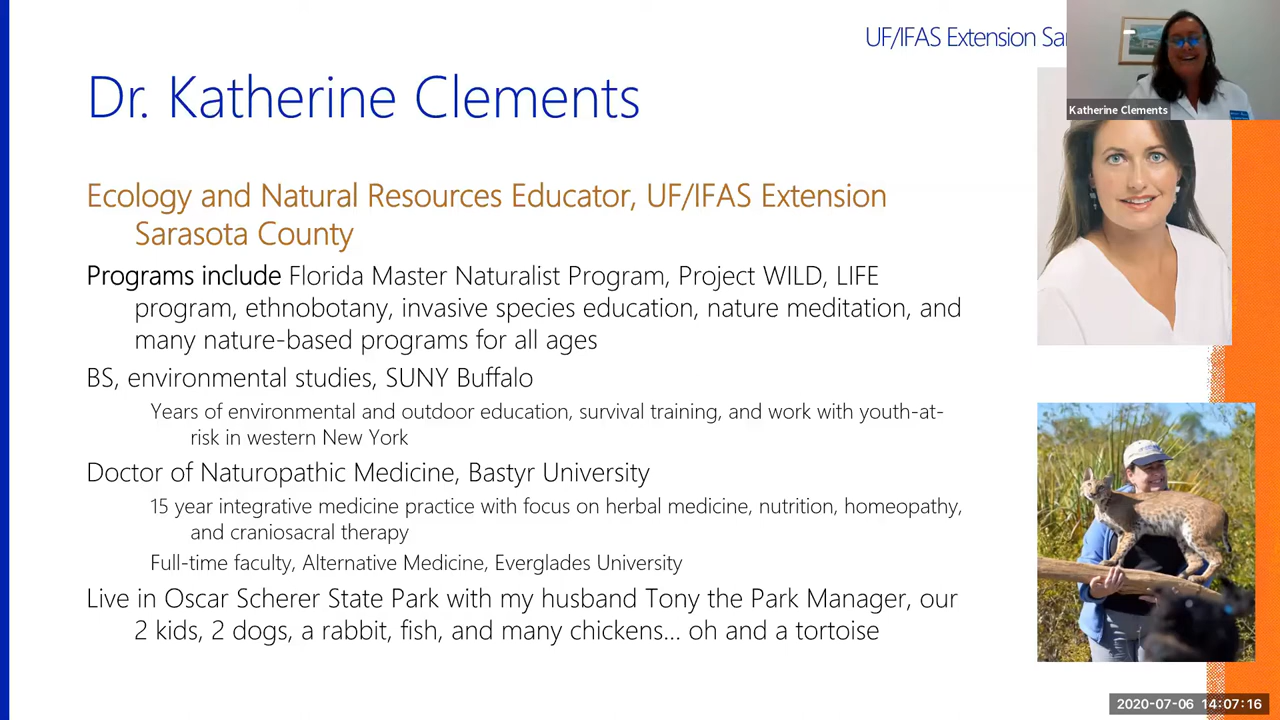 UF/IFAS Extension
Dr. Katherine Clements
Katherine Clements
Ecology and Natural Resources Educator, UF/IFAS Extension
Sarasota County
Programs include Florida Master Naturalist Program, Project WILD, LIFE
program, ethnobotany, invasive species education, nature meditation, and
many nature-based programs for all ages
BS, environmental studies, SUNY Buffalo
Years of environmental and outdoor education, survival training, and work with youth-at-
risk in western New York
Doctor of Naturopathic Medicine, Bastyr University
15 year integrative medicine practice with focus on herbal medicine, nutrition, homeopathy,
and craniosacral therapy
Full-time faculty, Alternative Medicine, Everglades University
Live in Oscar Scherer State Park with my husband Tony the Park Manager, our
2 kids, 2 dogs, a rabbit, fish, and many chickens... oh and a tortoise
2020-07-06 14:07:16